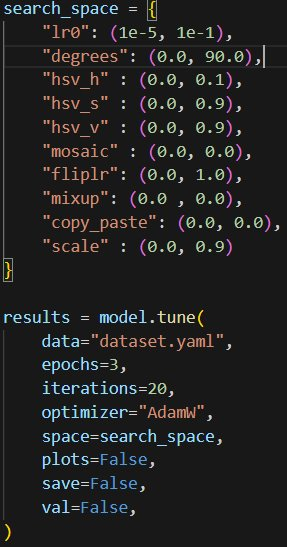 search_space = {
    "lr0": (1e-5, 1e-1),
    "degrees": (0.0, 90.0),
    "hsv_h" : (0.0, 0.1),
    "hsv_s" : (0.0, 0.9),
    "hsv_v" : (0.0, 0.9),
    "mosaic" : (0.0, 0.0),
    "fliplr": (0.0, 1.0),
    "mixup": (0.0 , 0.0),
    "copy_paste": (0.0, 0.0),
    "scale" : (0.0, 0.9)
}
results = model.tune(
    data="dataset.yaml",
    epochs=3,
    iterations=20,
    optimizer="AdamW",
    space=search_space,
    plots=False,
    save=False,
    val=False,
)